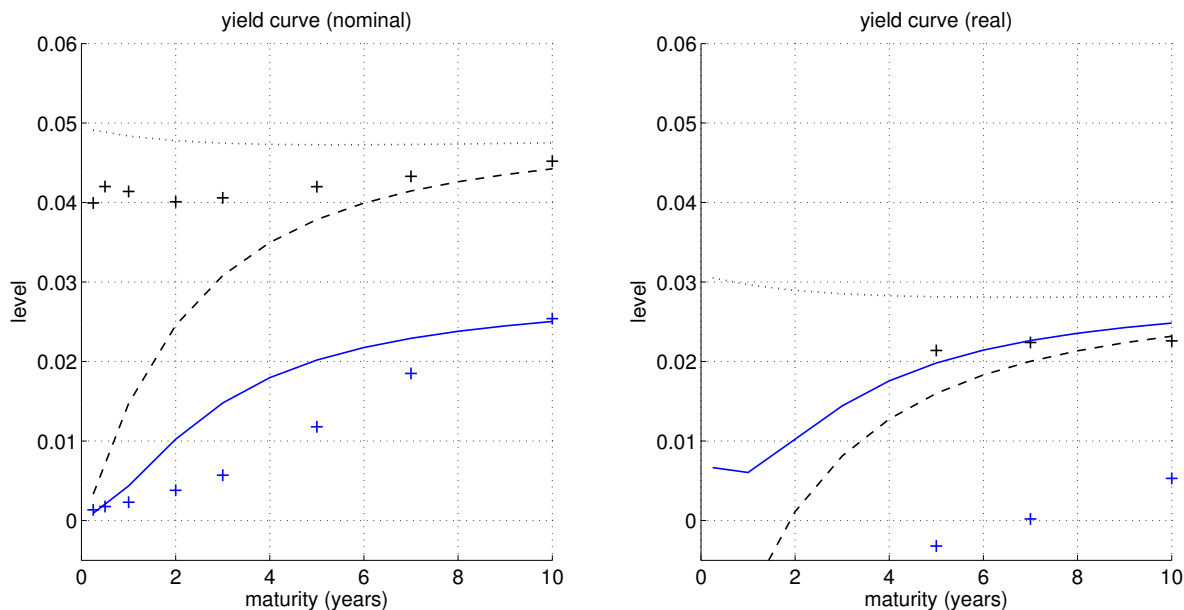 yield curve (nominal)
0.06
0.05
0.04
0.03
0.02
0.01
0
level
0 2 4 6 8 10
maturity (years)
yield curve (real)
0.06
0.05
0.04
0.03
0.02
0.01
0
level
0 2 4 6 8 10
maturity (years)